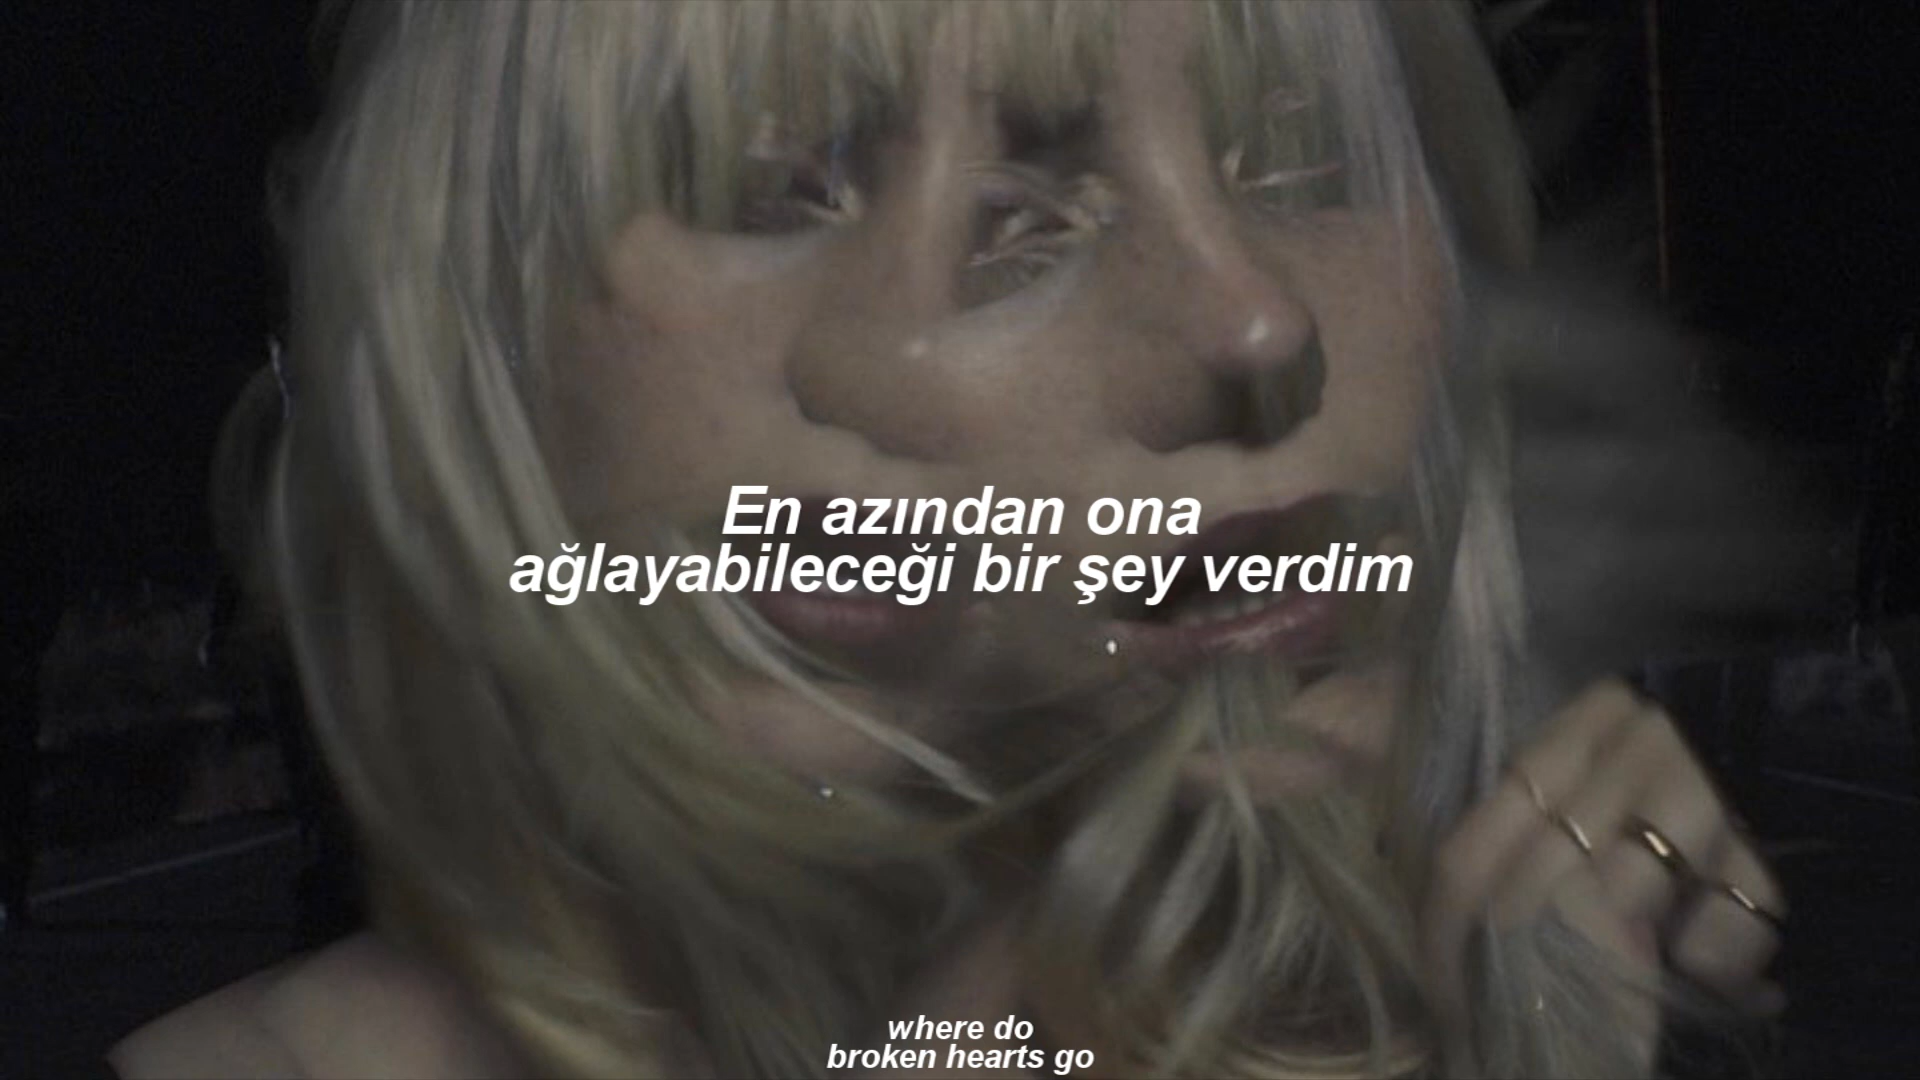 En azından ona
ağlayabileceği bir şey verdim
where do
broken hearts go